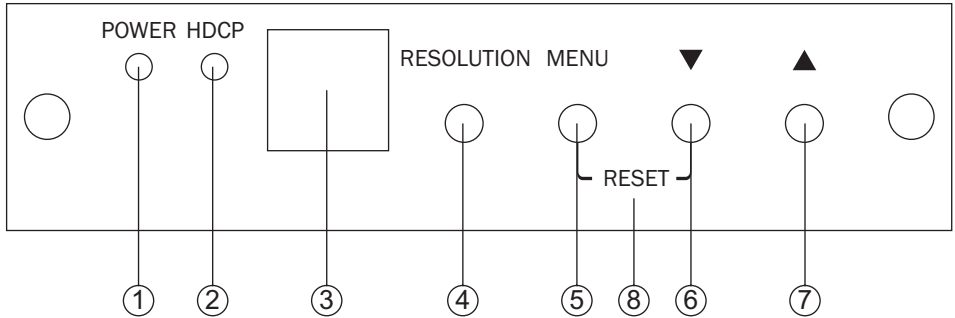 POWER HDCP
RESOLUTION MENU ▼ ▲
RESET
① ② ③ ④ ⑤ ⑧ ⑥ ⑦